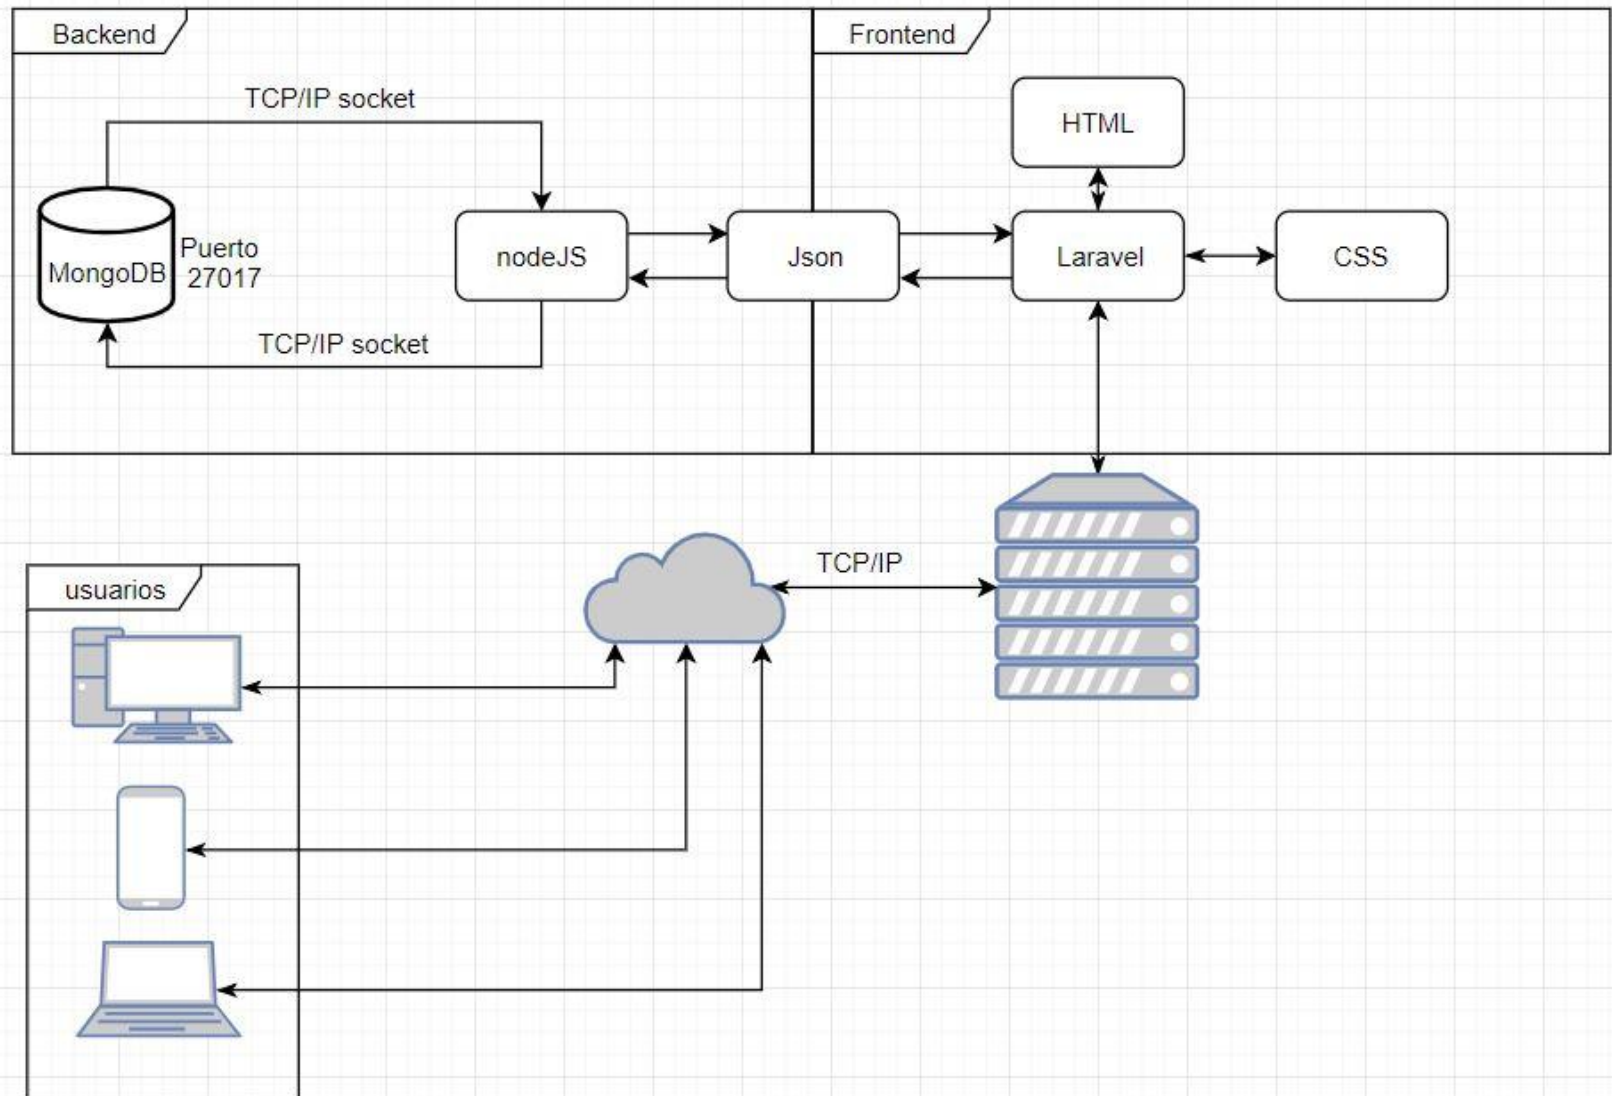 Backend
Frontend
TCP/IP socket
HTML
Puerto
27017
MongoDB
nodeJS
Json
Laravel
CSS
TCP/IP socket
TCP/IP
usuarios